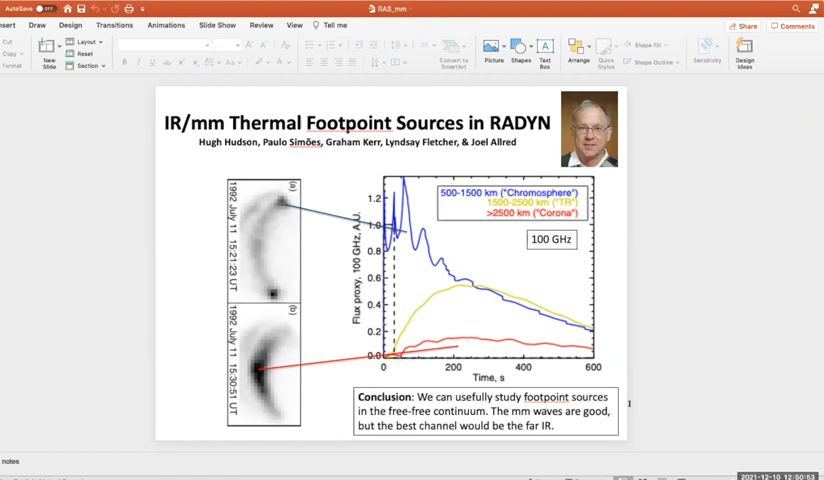 AutoSave OFF
RAS_mm
nsert Draw Design Transitions Animations Slide Show Review View Tell me
Share Comments
Cut
Copy
Format
New Slide
Layout
Reset
Section
Convert to SmartArt
Picture
Shapes
Text Box
Arrange
Quick Styles
Shape Fill
Shape Outline
Sensitivity
Design Ideas
IR/mm Thermal Footpoint Sources in RADYN
Hugh Hudson, Paulo Simões, Graham Kerr, Lyndsay Fletcher, & Joel Allred
(a)
1992 July 11 15:21:23 UT
(b)
1992 July 11 15:30:51 UT
500-1500 km ("Chromosphere")
1500-2500 km ("TR")
>2500 km ("Corona")
100 GHz
Flux proxy, 100 GHz, A.U.
1.2
1.0
0.8
0.6
0.4
0.2
0.0
0 200 400 600
Time, s
Conclusion: We can usefully study footpoint sources
in the free-free continuum. The mm waves are good,
but the best channel would be the far IR.
notes
2021-12-10 12:50:53